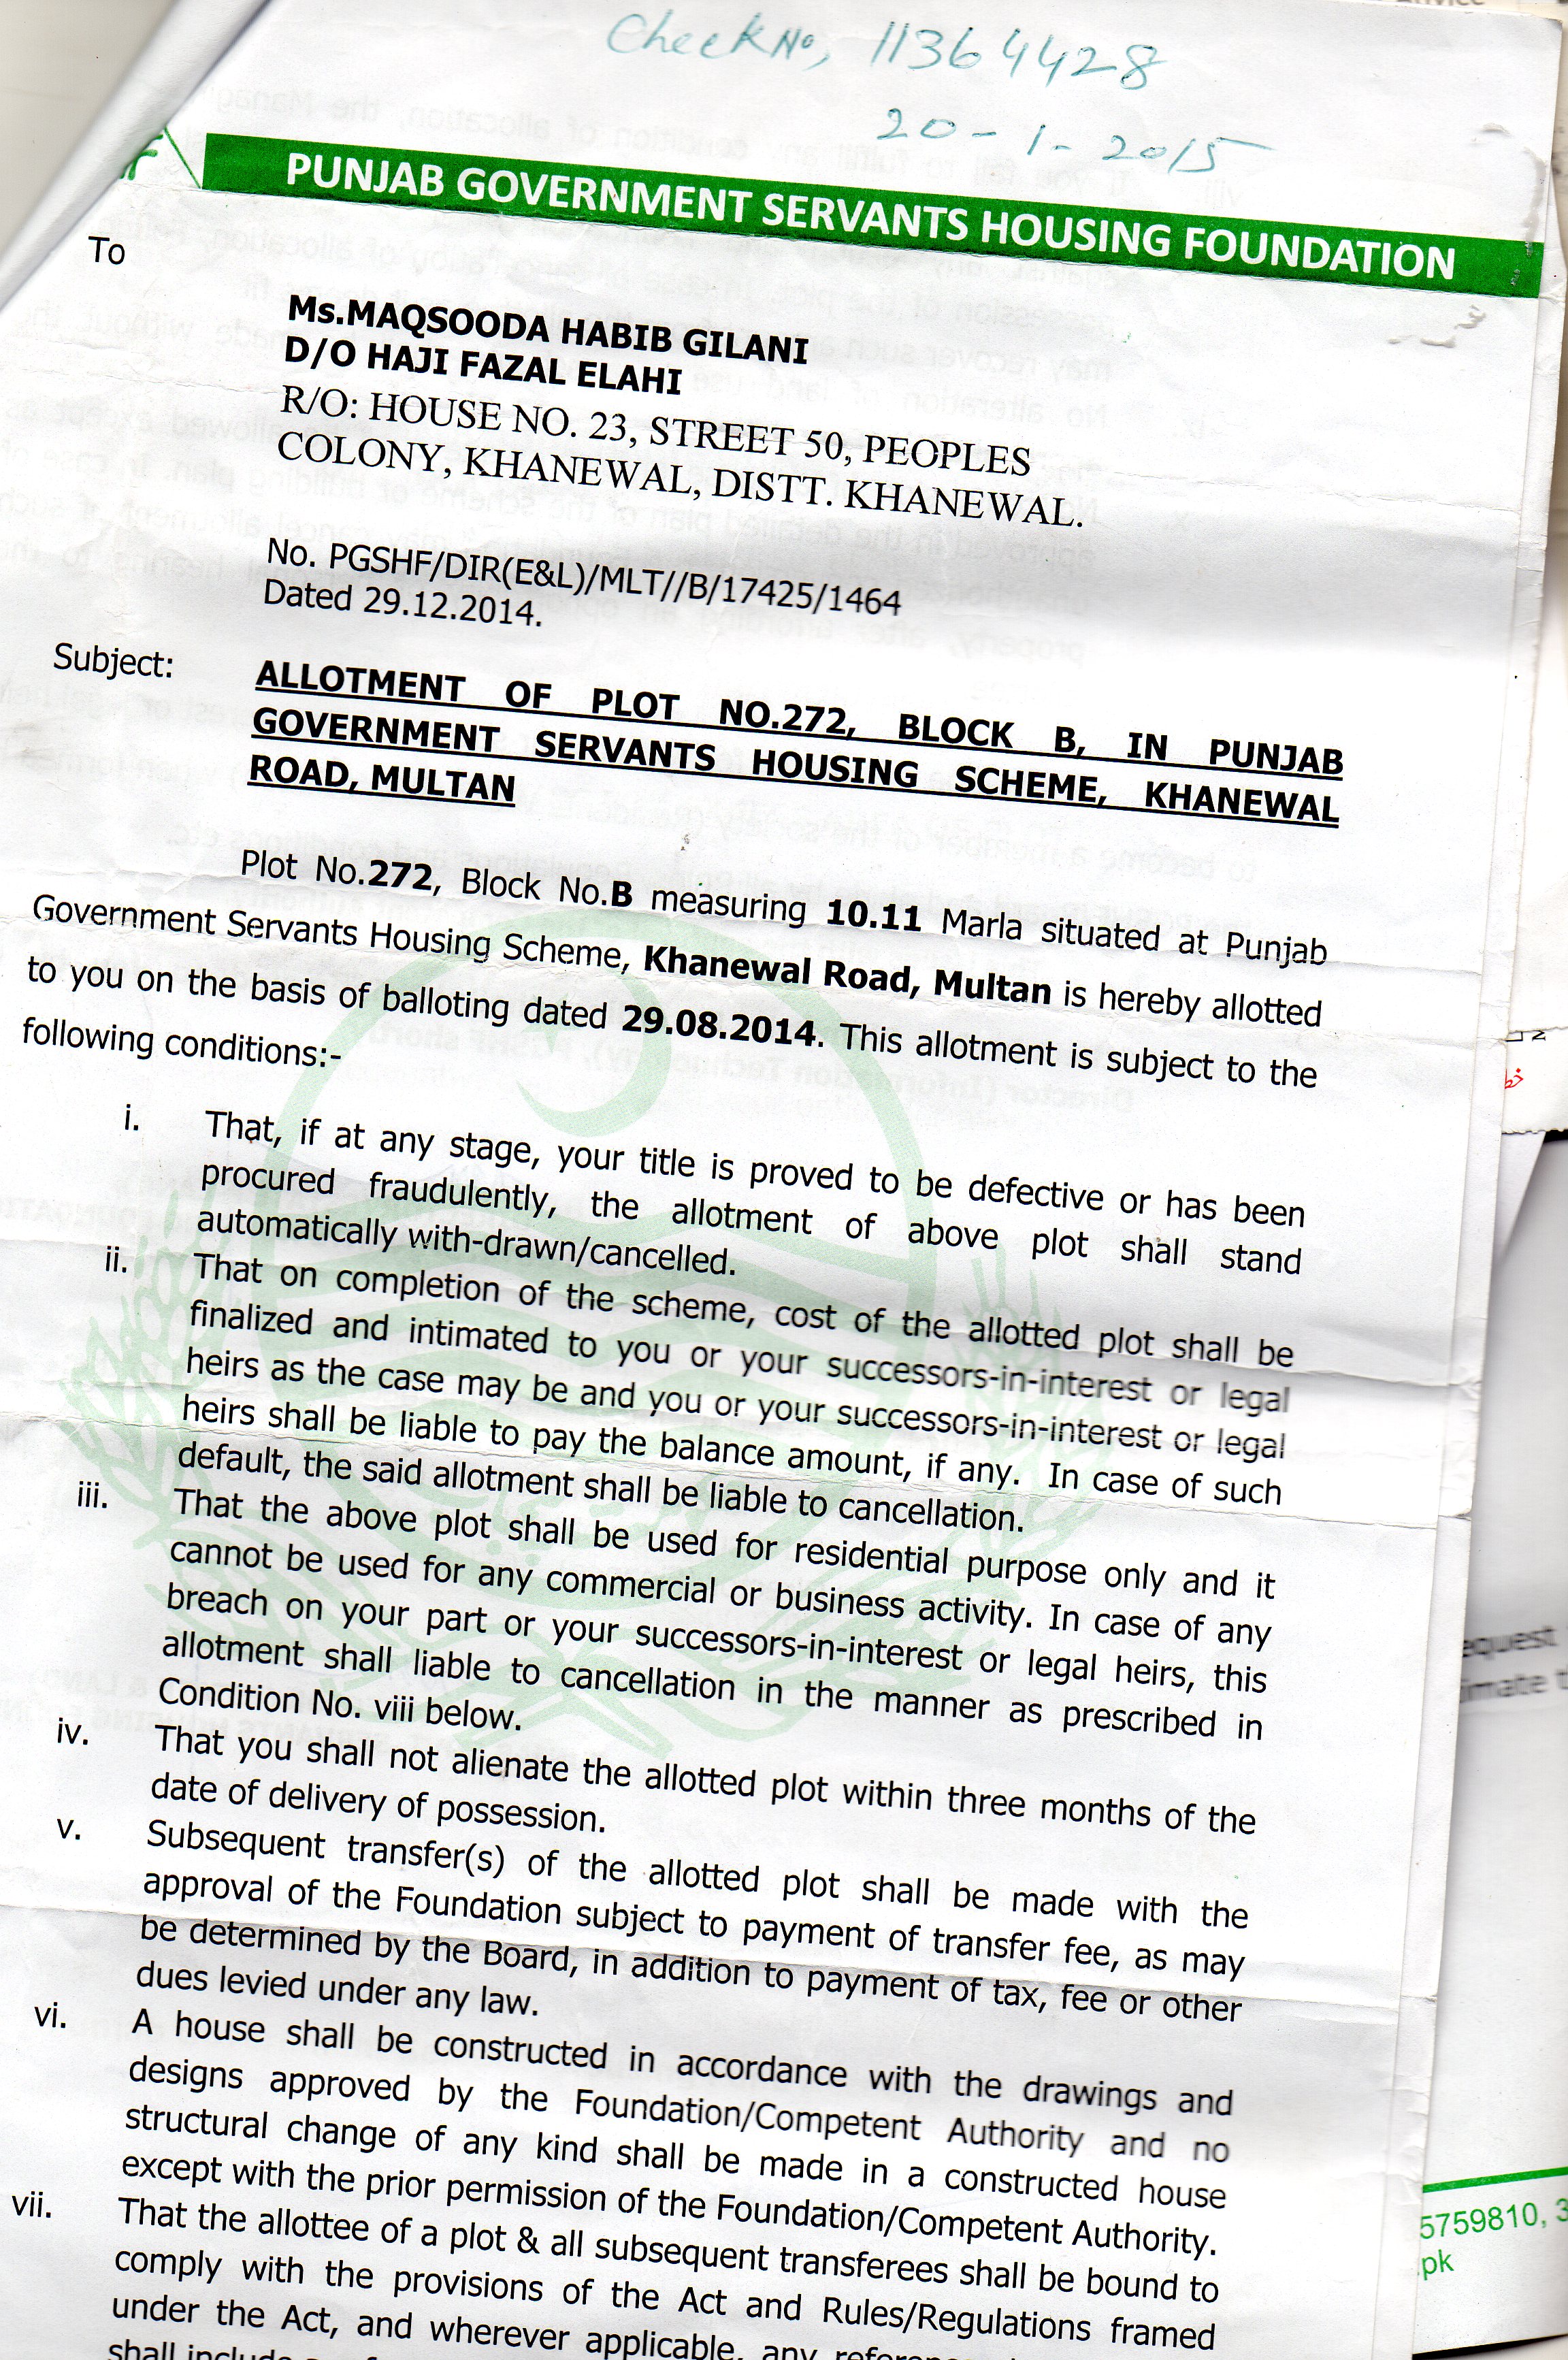 Check No, 11364428
20-1-2015
PUNJAB GOVERNMENT SERVANTS HOUSING FOUNDATION
To
Ms.MAQSOODA HABIB GILANI
D/O HAJI FAZAL ELAHI
R/O: HOUSE NO. 23, STREET 50, PEOPLES
COLONY, KHANEWAL, DISTT. KHANEWAL.
No. PGSHF/DIR(E&L)/MLT//B/17425/1464
Dated 29.12.2014.
Subject: ALLOTMENT OF PLOT NO.272, BLOCK B, IN PUNJAB
GOVERNMENT SERVANTS HOUSING SCHEME, KHANEWAL
ROAD, MULTAN
Plot No.272, Block No.B measuring 10.11 Marla situated at Punjab
Government Servants Housing Scheme, Khanewal Road, Multan is hereby allotted
to you on the basis of balloting dated 29.08.2014. This allotment is subject to the
following conditions:-
i. That, if at any stage, your title is proved to be defective or has been
procured fraudulently, the allotment of above plot shall stand
automatically with-drawn/cancelled.
ii. That on completion of the scheme, cost of the allotted plot shall be
finalized and intimated to you or your successors-in-interest or legal
heirs as the case may be and you or your successors-in-interest or legal
heirs shall be liable to pay the balance amount, if any. In case of such
default, the said allotment shall be liable to cancellation.
iii. That the above plot shall be used for residential purpose only and it
cannot be used for any commercial or business activity. In case of any
breach on your part or your successors-in-interest or legal heirs, this
allotment shall liable to cancellation in the manner as prescribed in
Condition No. viii below.
iv. That you shall not alienate the allotted plot within three months of the
date of delivery of possession.
v. Subsequent transfer(s) of the allotted plot shall be made with the
approval of the Foundation subject to payment of transfer fee, as may
be determined by the Board, in addition to payment of tax, fee or other
dues levied under any law.
vi. A house shall be constructed in accordance with the drawings and
designs approved by the Foundation/Competent Authority and no
structural change of any kind shall be made in a constructed house
except with the prior permission of the Foundation/Competent Authority.
vii. That the allottee of a plot & all subsequent transferees shall be bound to
comply with the provisions of the Act and Rules/Regulations framed
under the Act, and wherever applicable, any
shall include
5759810, 3
.pk